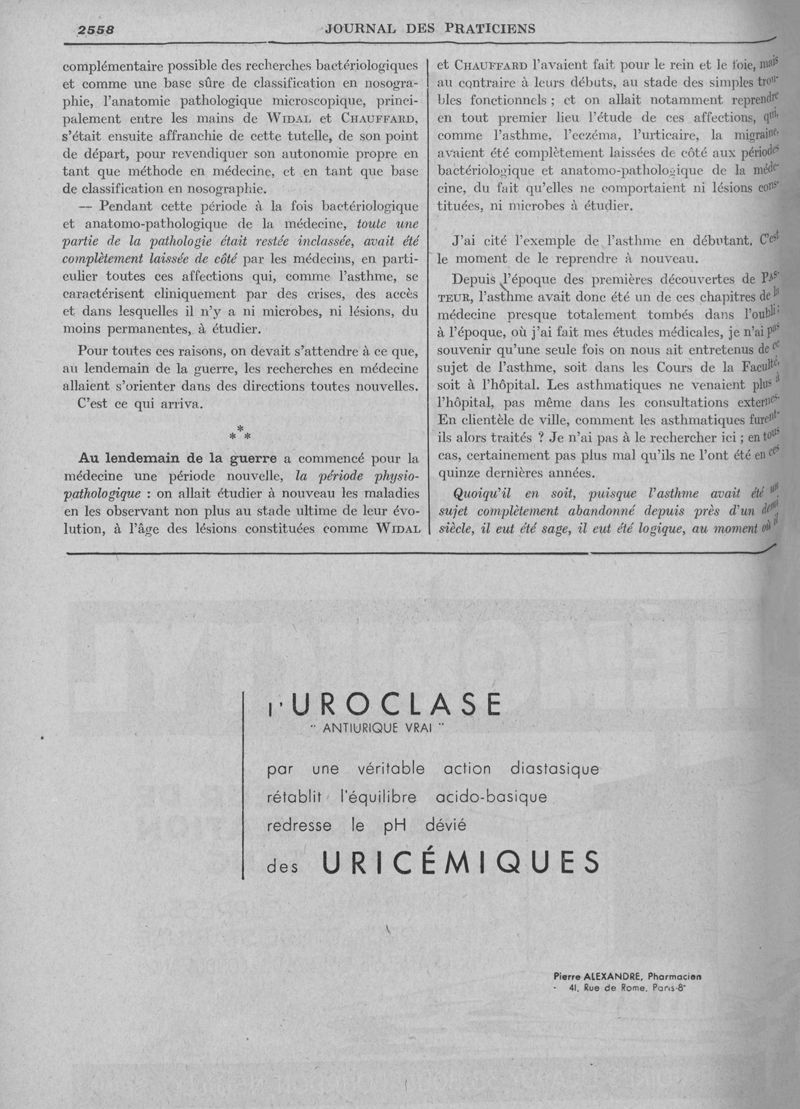 2558
JOURNAL DES PRATICIENS
complémentaire possible des recherches bactériologiques
et comme une base sûre de classification en nosogra-
phie, l'anatomie pathologique microscopique, princi-
palement entre les mains de WIDAL et CHAUFFARD,
s'était ensuite affranchie de cette tutelle, de son point
de départ, pour revendiquer son autonomie propre en
tant que méthode en médecine, et en tant que base
de classification en nosographie.
— Pendant cette période à la fois bactériologique
et anatomo-pathologique de la médecine, toute une
partie de la pathologie était restée inclassée, avait été
complètement laissée de côté par les médecins, en parti-
culier toutes ces affections qui, comme l'asthme, se
caractérisent cliniquement par des crises, des accès
et dans lesquelles il n'y a ni microbes, ni lésions, du
moins permanentes, à étudier.
Pour toutes ces raisons, on devait s'attendre à ce que,
au lendemain de la guerre, les recherches en médecine
allaient s'orienter dans des directions toutes nouvelles.
C'est ce qui arriva.
*
* *
Au lendemain de la guerre a commencé pour la
médecine une période nouvelle, la période physio-
pathologique : on allait étudier à nouveau les maladies
en les observant non plus au stade ultime de leur évo-
lution, à l'âge des lésions constituées comme WIDAL
et CHAUFFARD l'avaient fait pour le rein et le foie, mais
au contraire à leurs débuts, au stade des simples trou-
bles fonctionnels ; et on allait notamment reprendre
en tout premier lieu l'étude de ces affections, qui,
comme l'asthme, l'eczéma, l'urticaire, la migraine,
avaient été complètement laissées de côté aux périodes
bactériologique et anatomo-pathologique de la méde-
cine, du fait qu'elles ne comportaient ni lésions cons-
tituées, ni microbes à étudier.
J'ai cité l'exemple de l'asthme en débutant. C'est
le moment de le reprendre à nouveau.
Depuis l'époque des premières découvertes de PAS-
TEUR, l'asthme avait donc été un de ces chapitres de la
médecine presque totalement tombés dans l'oubli ;
à l'époque, où j'ai fait mes études médicales, je n'ai pas
souvenir qu'une seule fois on nous ait entretenus de ce
sujet de l'asthme, soit dans les Cours de la Faculté,
soit à l'hôpital. Les asthmatiques ne venaient plus à
l'hôpital, pas même dans les consultations externes.
En clientèle de ville, comment les asthmatiques furent-
ils alors traités ? Je n'ai pas à le rechercher ici ; en tous
cas, certainement pas plus mal qu'ils ne l'ont été en ces
quinze dernières années.
Quoiqu'il en soit, puisque l'asthme avait été un
sujet complètement abandonné depuis près d'un demi
siècle, il eut été sage, il eut été logique, au moment où il
l'UROCLASE
" ANTIURIQUE VRAI "
par une véritable action diastasique
rétablit l'équilibre acido-basique
redresse le pH dévié
des URICÉMIQUES
Pierre ALEXANDRE, Pharmacien
- 41, Rue de Rome, Paris-8°